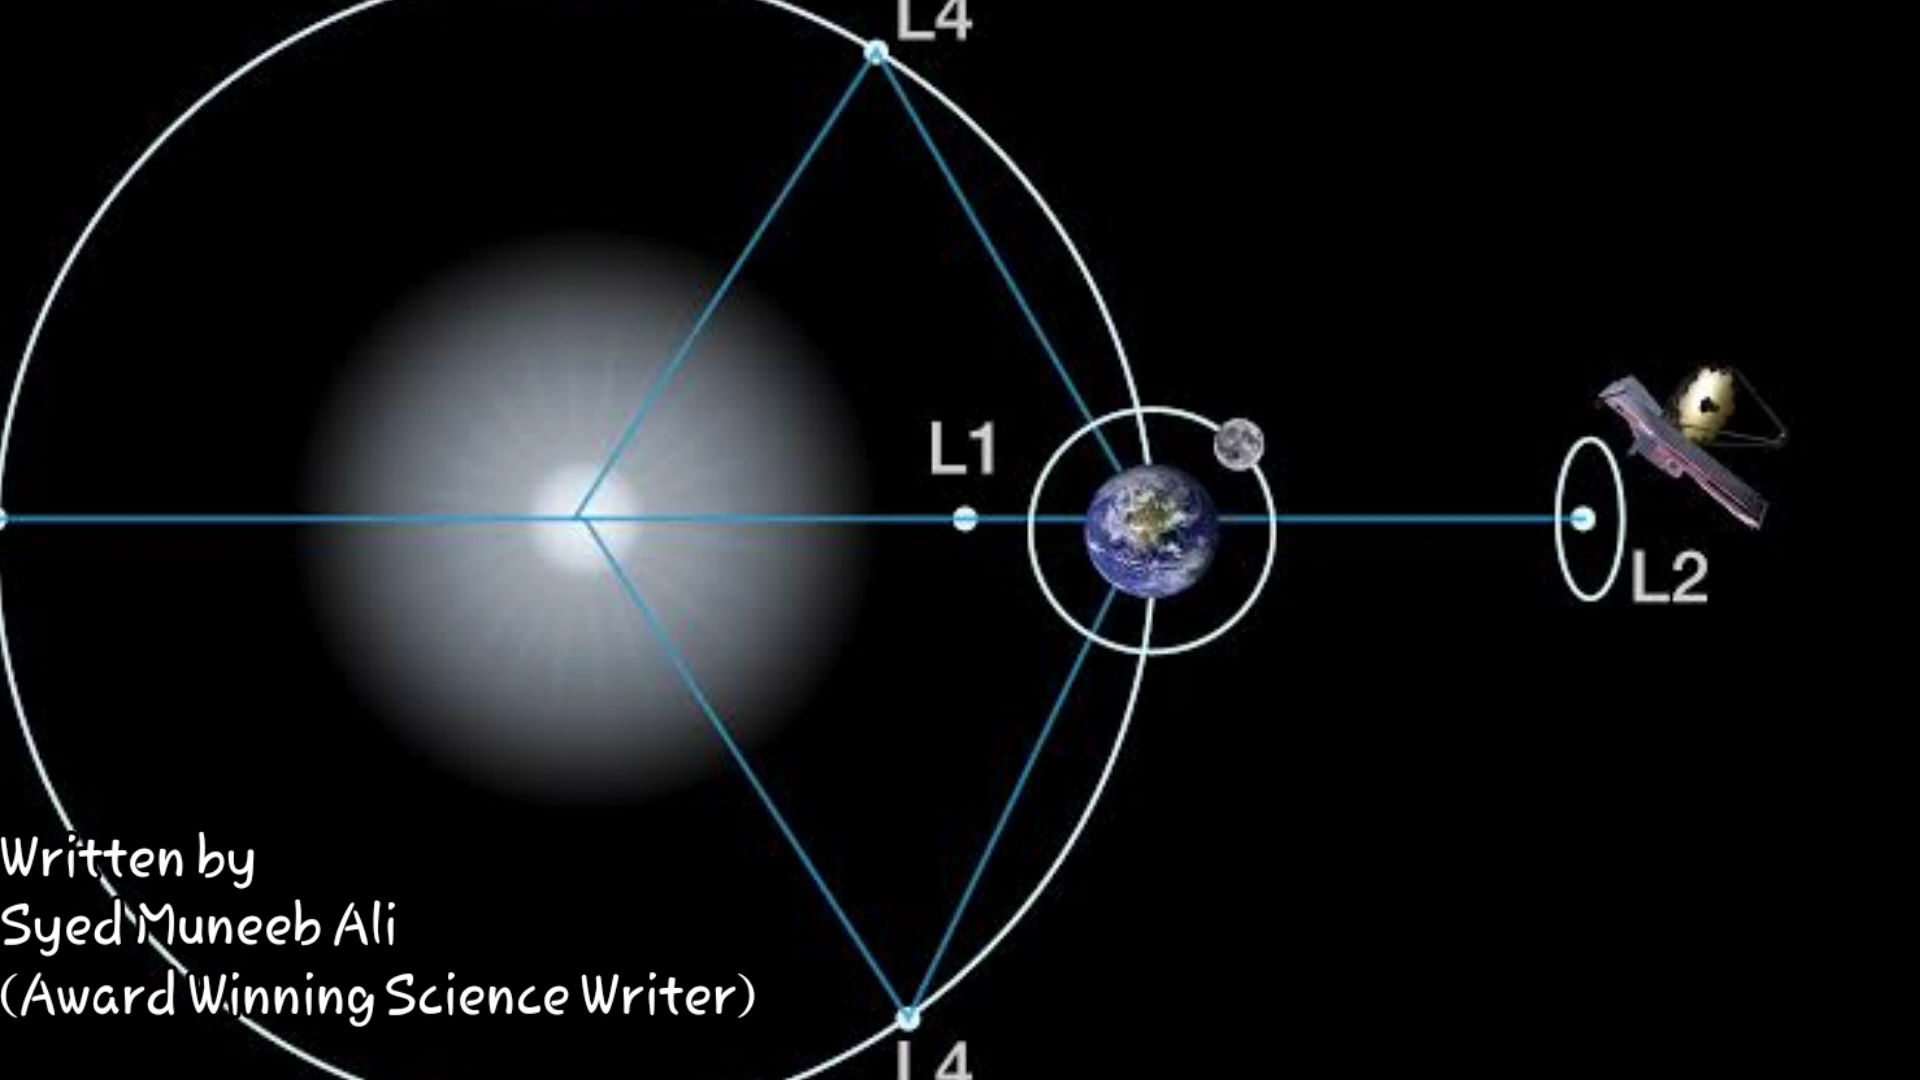 L4
L1
L2
Written by
Syed Muneeb Ali
(Award Winning Science Writer)
L4